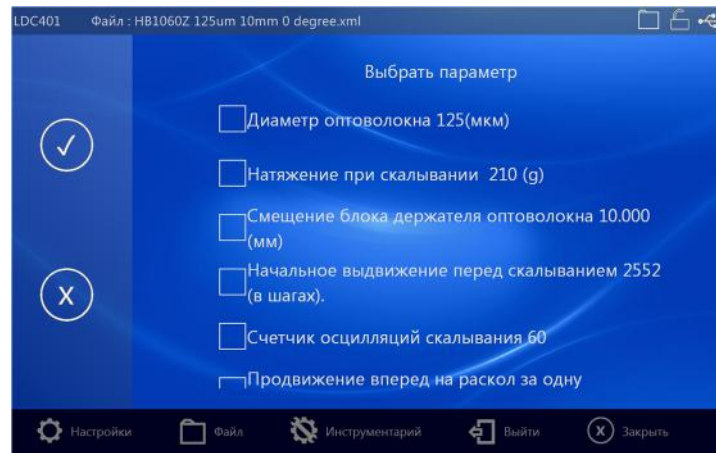 LDC401 Файл : HB1060Z 125um 10mm 0 degree.xml
Выбрать параметр
Диаметр оптоволокна 125(мкм)
Натяжение при скалывании 210 (g)
Смещение блока держателя оптоволокна 10.000
(мм)
Начальное выдвижение перед скалыванием 2552
(в шагах).
Счетчик осцилляций скалывания 60
Продвижение вперед на раскол за одну
X
Настройки Файл Инструментарий Выйти X Закрыть